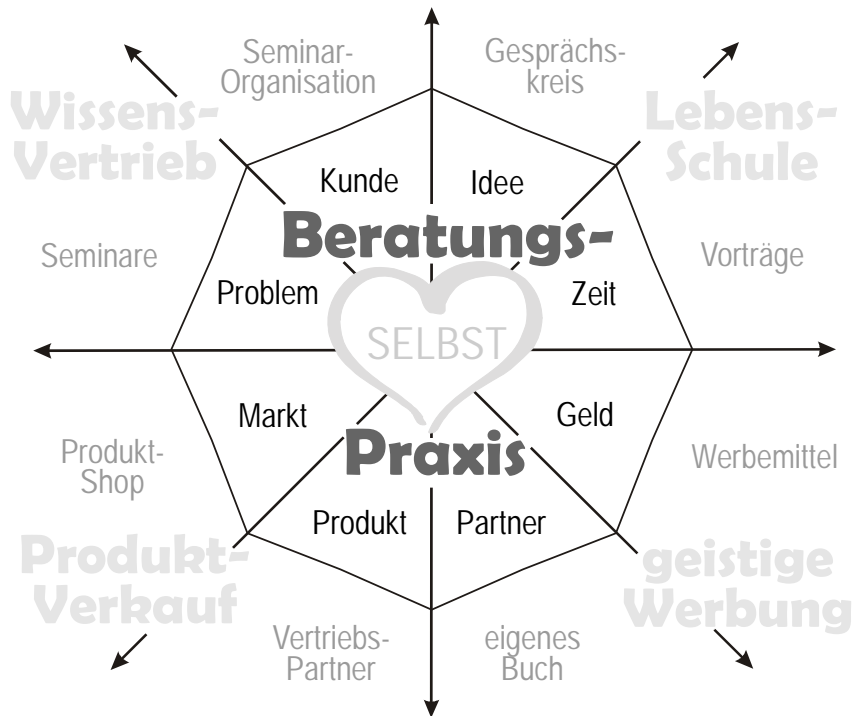 Seminar-
Organisation
Gesprächs-
kreis
Wissens-
Vertrieb
Lebens-
Schule
Kunde
Idee
Beratungs-
Seminare
Vorträge
Problem
Zeit
SELBST
Markt
Geld
Produkt-
Shop
Praxis
Werbemittel
Produkt
Partner
Produkt-
Verkauf
geistige
Werbung
Vertriebs-
Partner
eigenes
Buch